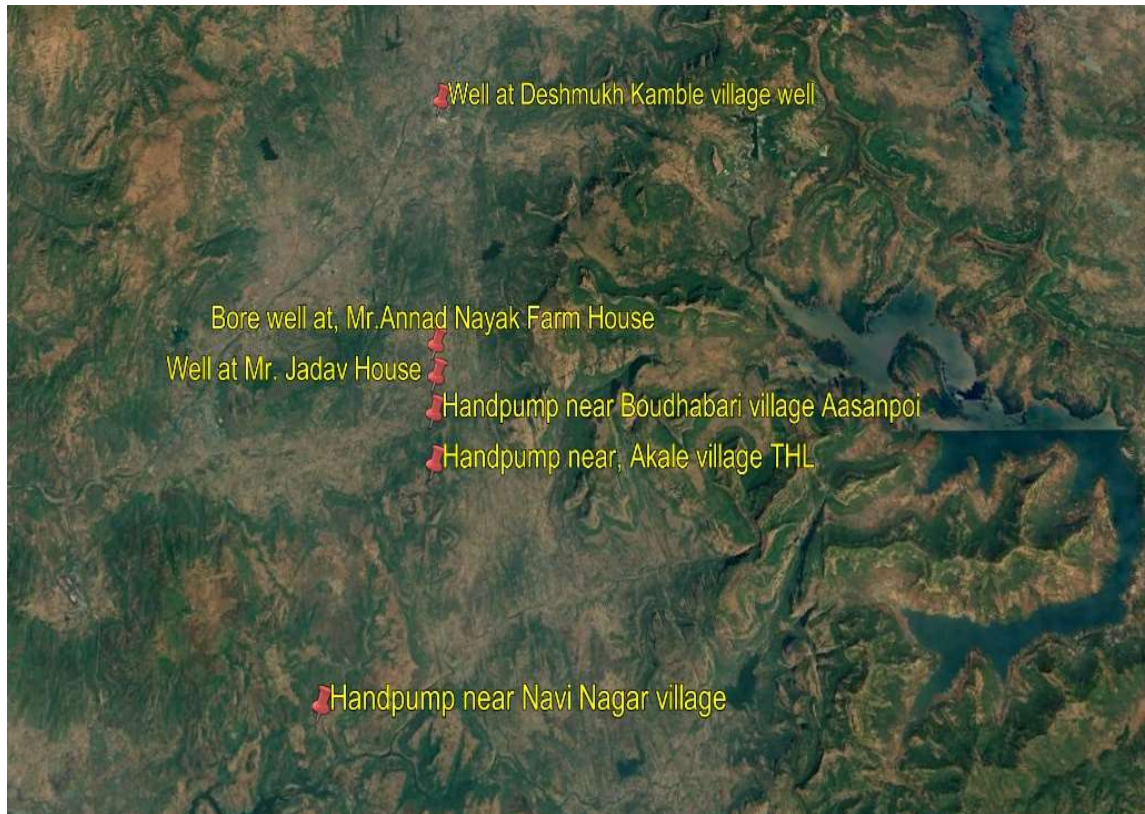 Well at Deshmukh Kamble village well
Bore well at, Mr.Annad Nayak Farm House
Well at Mr. Jadav House
Handpump near Boudhabari village Aasanpoi
Handpump near, Akale village THL
Handpump near Navi Nagar village